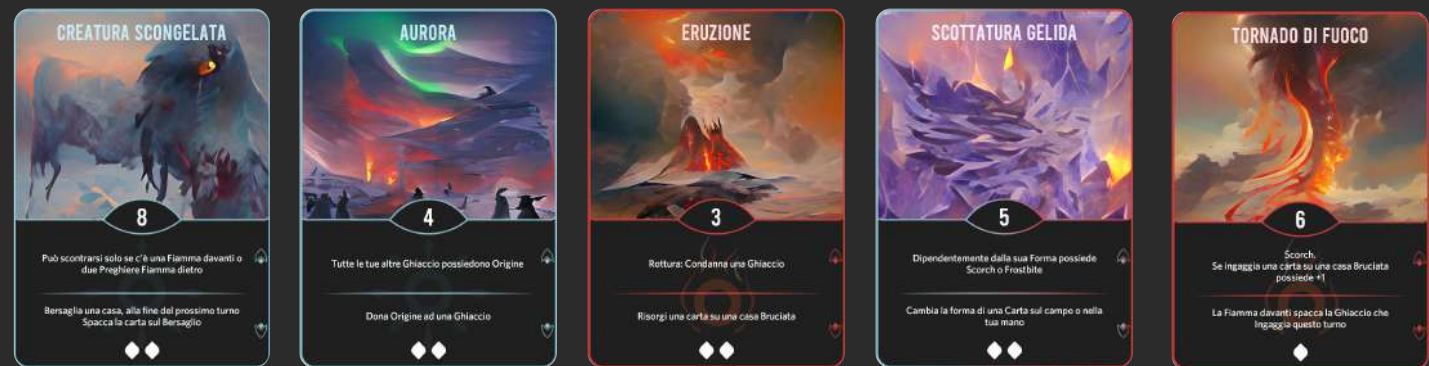 CREATURA SCONGELATA
8
Può scontrarsi solo se c'è una Fiamma davanti o
due Preghiere Fiamma dietro
Bersaglia una casa, alla fine del prossimo turno
Spacca la carta sul Bersaglio
AURORA
4
Tutte le tue altre Ghiaccio possiedono Origine
Dona Origine ad una Ghiaccio
ERUZIONE
3
Rottura: Condanna una Ghiaccio
Risorgi una carta su una casa Bruciata
SCOTTATURA GELIDA
5
Dipendentemente dalla sua Forma possiede
Scorch o Frostbite
Cambia la forma di una Carta sul campo o nella
tua mano
TORNADO DI FUOCO
6
Scorch.
Se ingaggia una carta su una casa Bruciata
possiede +1
La Fiamma davanti spacca la Ghiaccio che
Ingaggia questo turno